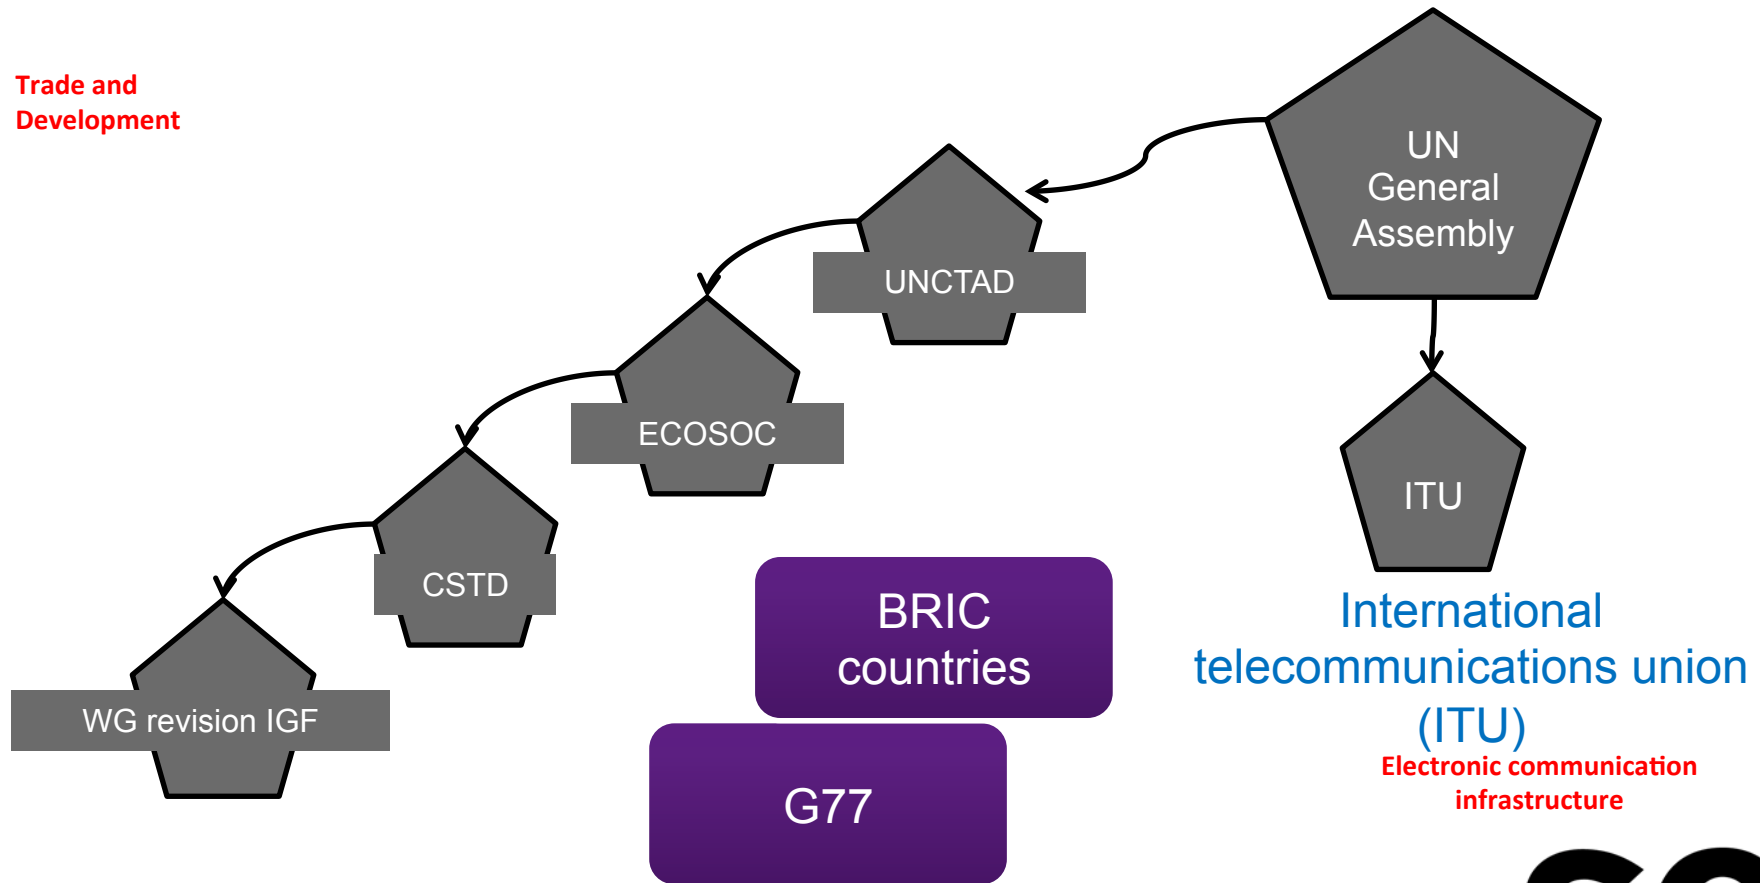 Trade and
Development
UN
General
Assembly
UNCTAD
ECOSOC
ITU
CSTD
BRIC
countries
International
telecommunications union
(ITU)
WG revision IGF
Electronic communication
infrastructure
G77